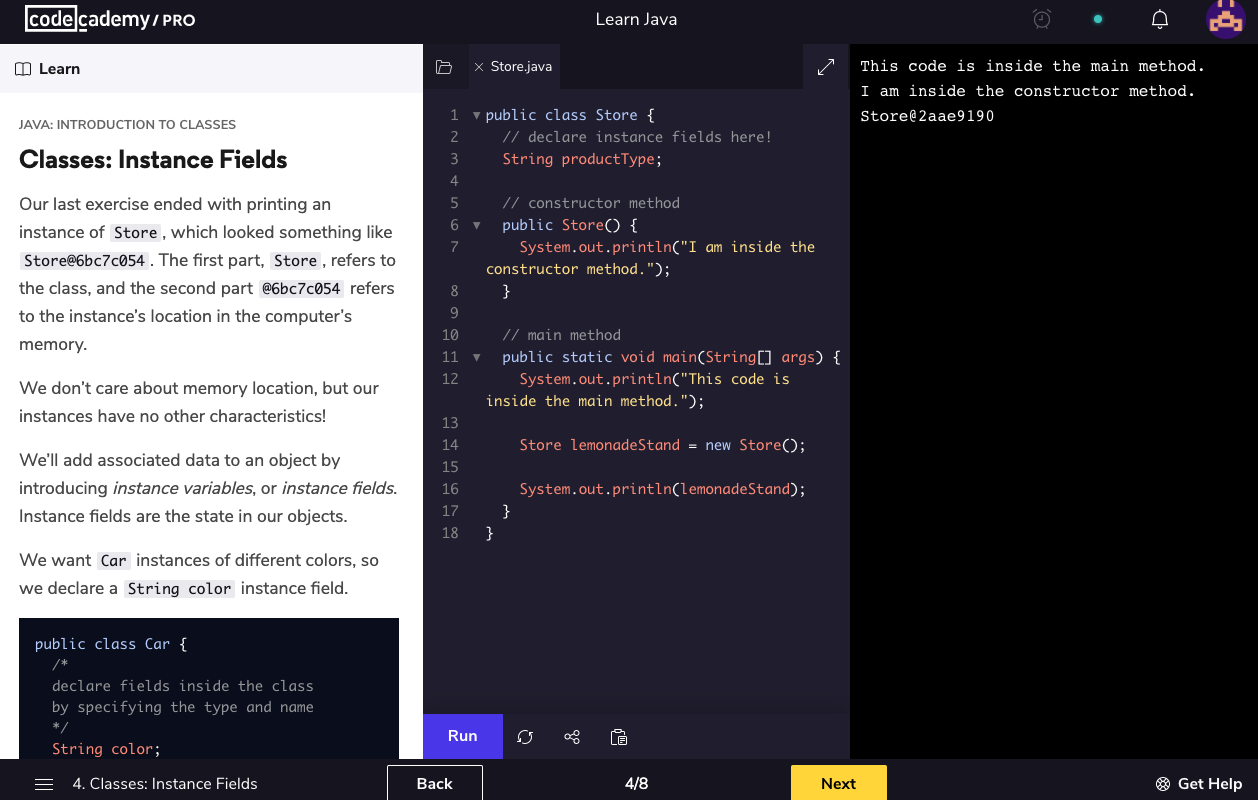 codecademy / PRO
Learn Java
Learn
JAVA: INTRODUCTION TO CLASSES
Classes: Instance Fields
Our last exercise ended with printing an
instance of Store, which looked something like
Store@6bc7c054. The first part, Store, refers to
the class, and the second part @6bc7c054 refers
to the instance's location in the computer's
memory.
We don't care about memory location, but our
instances have no other characteristics!
We'll add associated data to an object by
introducing instance variables, or instance fields.
Instance fields are the state in our objects.
We want Car instances of different colors, so
we declare a String color instance field.
public class Car {
/*
declare fields inside the class
by specifying the type and name
*/
String color;
Store.java
1 public class Store {
2 // declare instance fields here!
3 String productType;
4
5 // constructor method
6 public Store() {
7 System.out.println("I am inside the
constructor method.");
8 }
9
10 // main method
11 public static void main(String[] args) {
12 System.out.println("This code is
inside the main method.");
13
14 Store lemonadeStand = new Store();
15
16 System.out.println(lemonadeStand);
17 }
18 }
Run
This code is inside the main method.
I am inside the constructor method.
Store@2aae9190
4. Classes: Instance Fields
Back
4/8
Next
Get Help